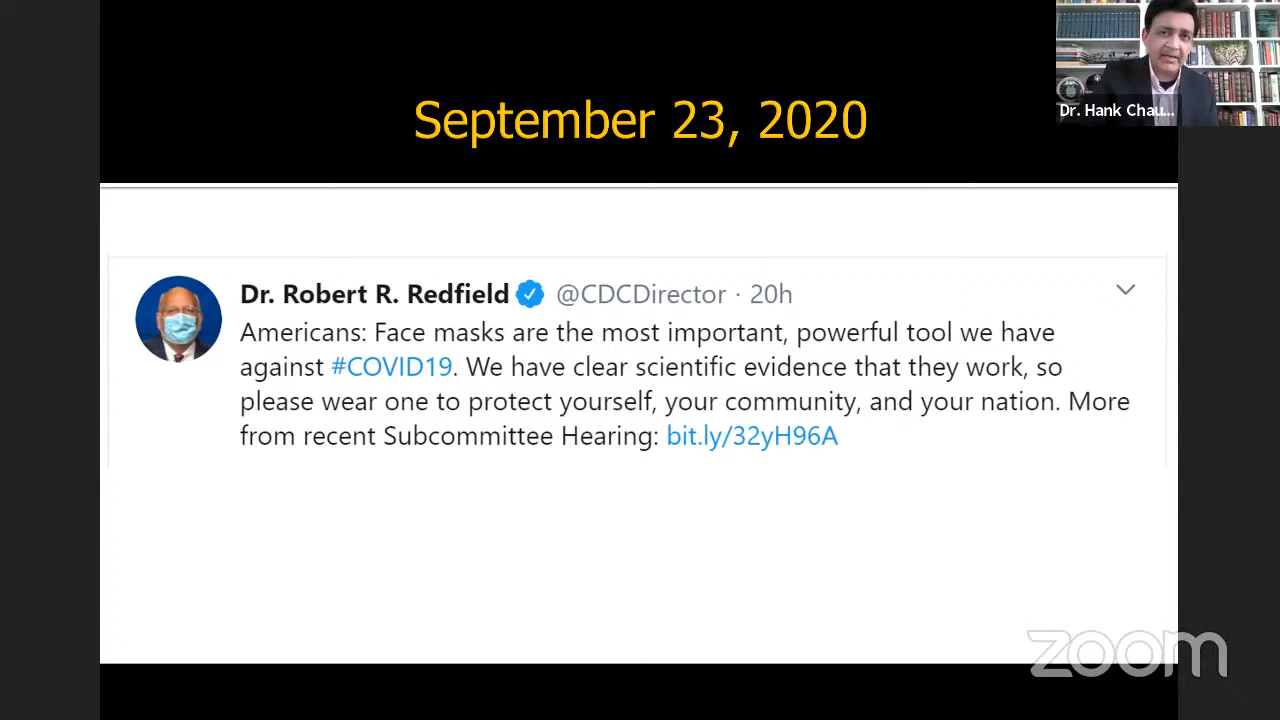 September 23, 2020
Dr. Hank Chau...
Dr. Robert R. Redfield @CDCDirector · 20h
Americans: Face masks are the most important, powerful tool we have
against #COVID19. We have clear scientific evidence that they work, so
please wear one to protect yourself, your community, and your nation. More
from recent Subcommittee Hearing: bit.ly/32yH96A
zoom